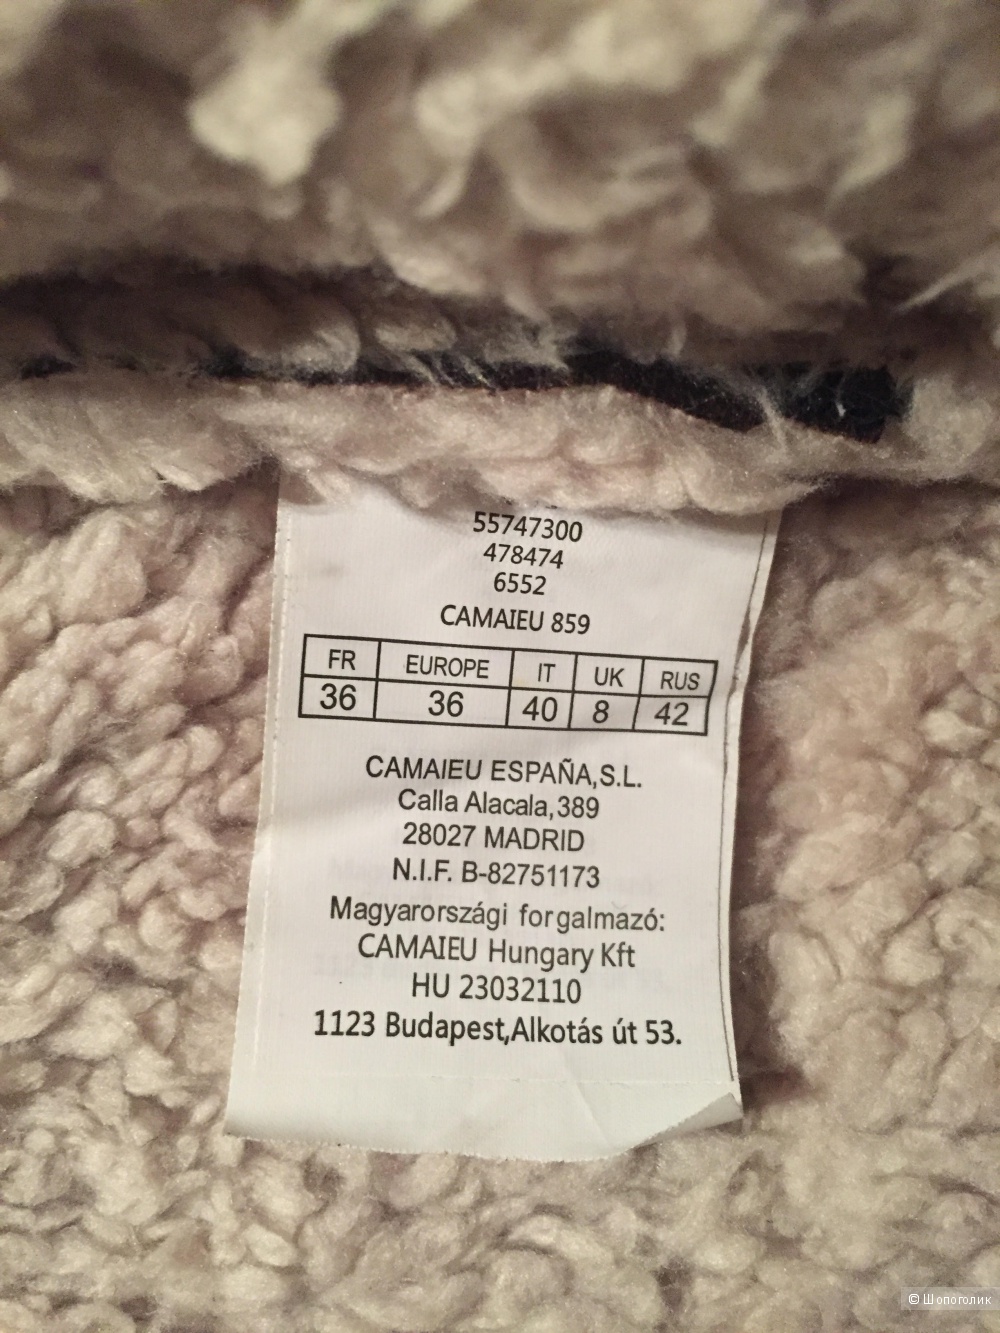 55747300
478474
6552
CAMAIEU 859
FR EUROPE IT UK RUS
36 36 40 8 42
CAMAIEU ESPAÑA,S.L.
Calla Alacala,389
28027 MADRID
N.I.F. B-82751173
Magyarországi forgalmazó:
CAMAIEU Hungary Kft
HU 23032110
1123 Budapest,Alkotás út 53.
© Шопоголик